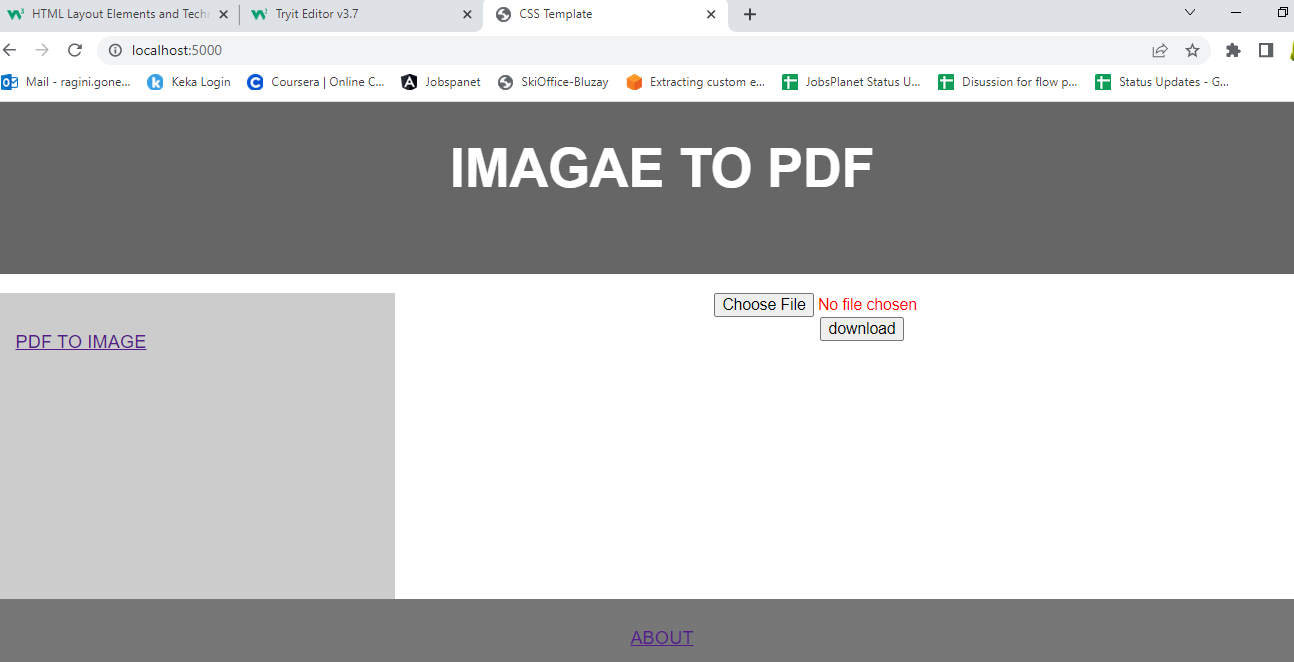 HTML Layout Elements and Tech
Tryit Editor v3.7
CSS Template
localhost:5000
Mail - ragini.gone...
Keka Login
Coursera | Online C...
Jobspanet
SkiOffice-Bluzay
Extracting custom e...
JobsPlanet Status U...
Disussion for flow p...
Status Updates - G...
IMAGAE TO PDF
Choose File No file chosen
download
PDF TO IMAGE
ABOUT